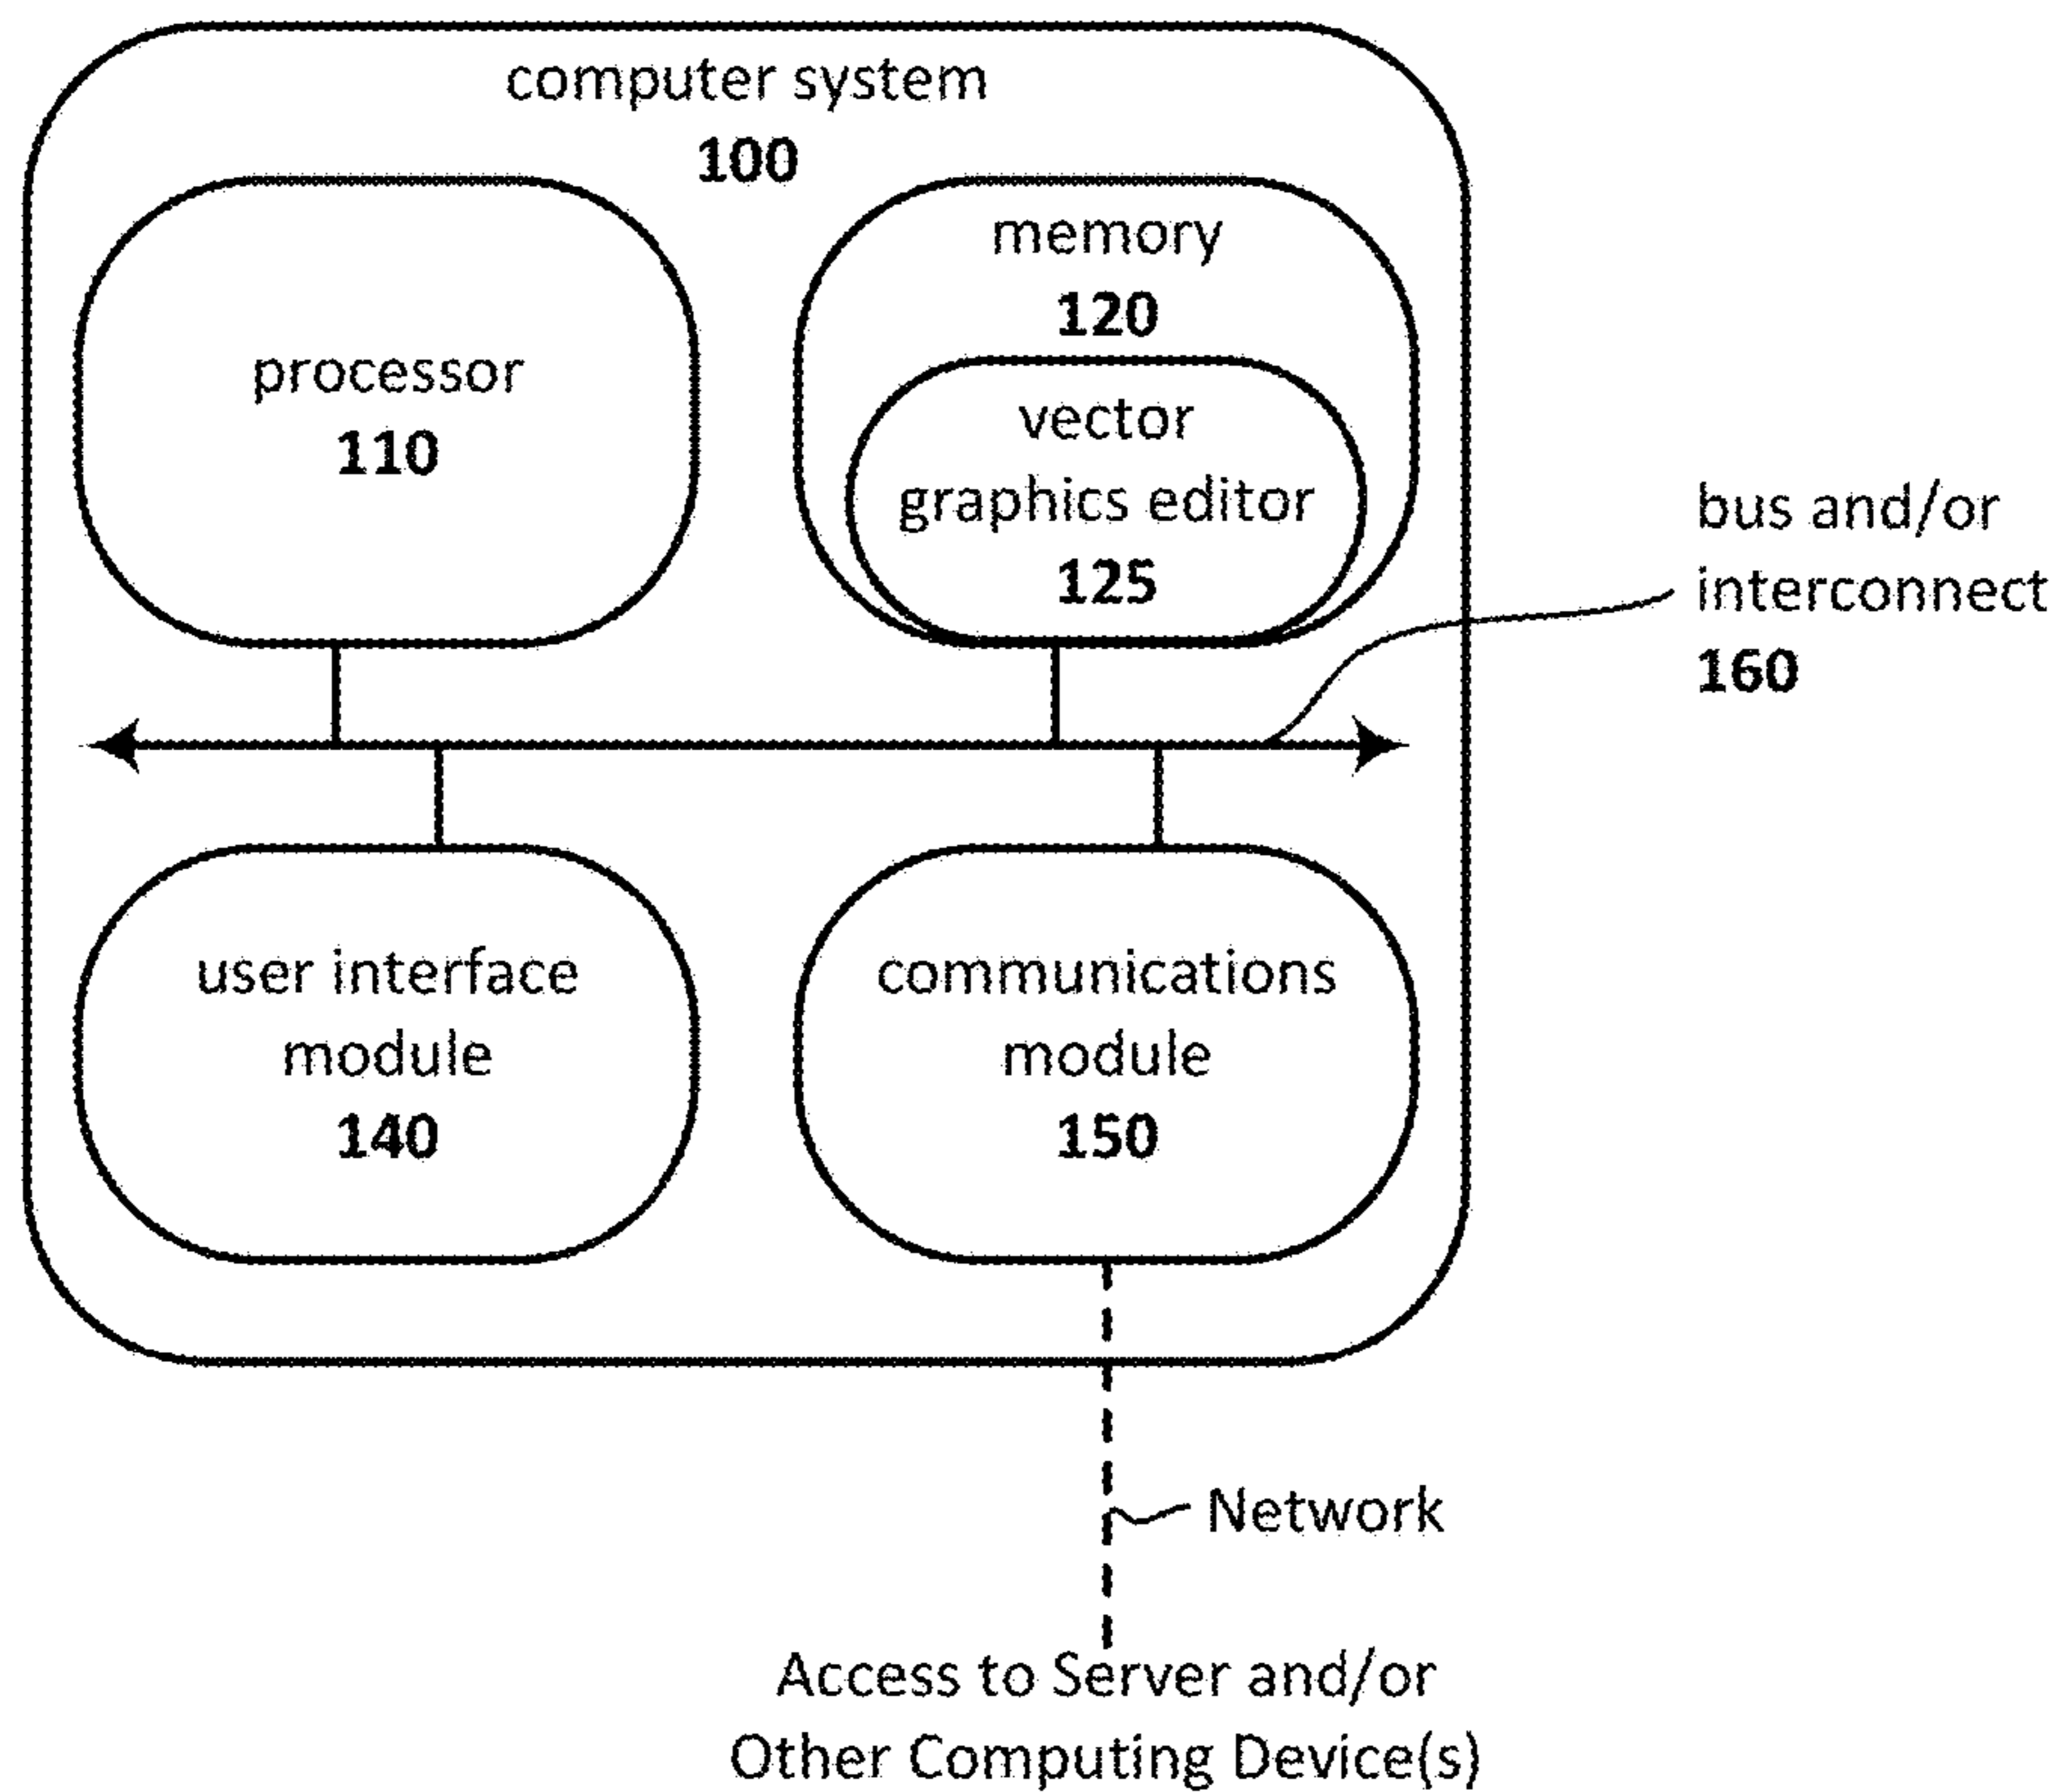 computer system
100
processor
110
memory
120
vector
graphics editor
125
bus and/or
interconnect
160
user interface
module
140
communications
module
150
Network
Access to Server and/or
Other Computing Device(s)